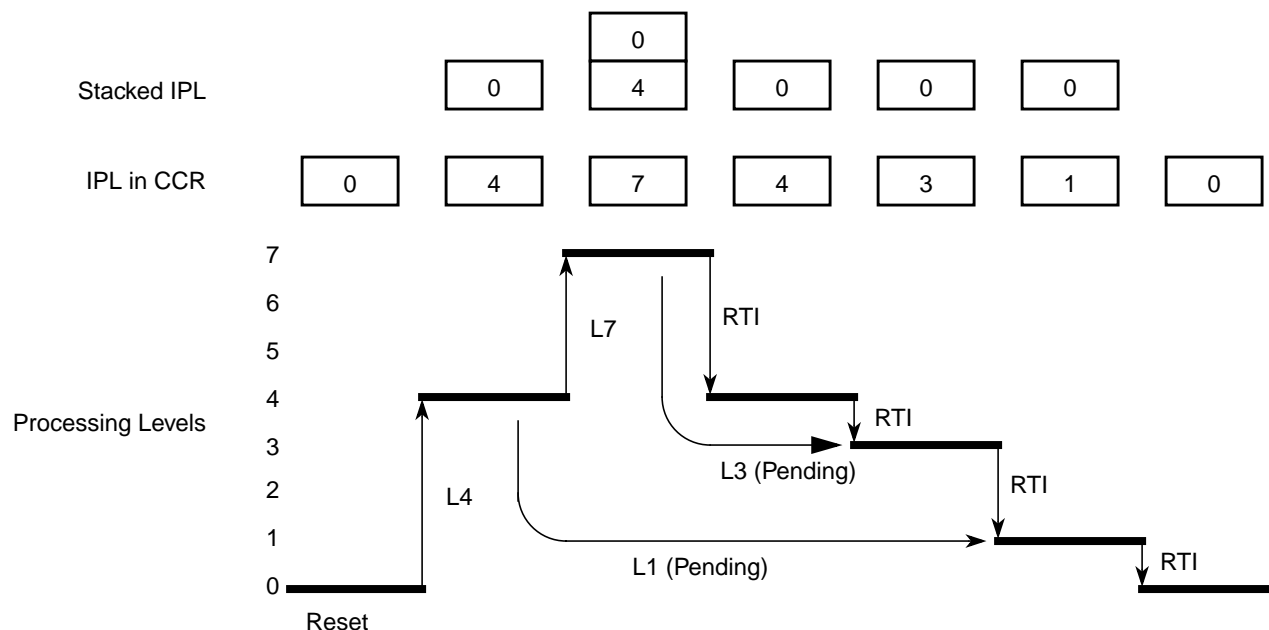 0
Stacked IPL 0 4 0 0 0
IPL in CCR 0 4 7 4 3 1 0
7
6
L7 RTI
5
4
Processing Levels RTI
3
L3 (Pending)
2 L4 RTI
1
L1 (Pending) RTI
0
Reset